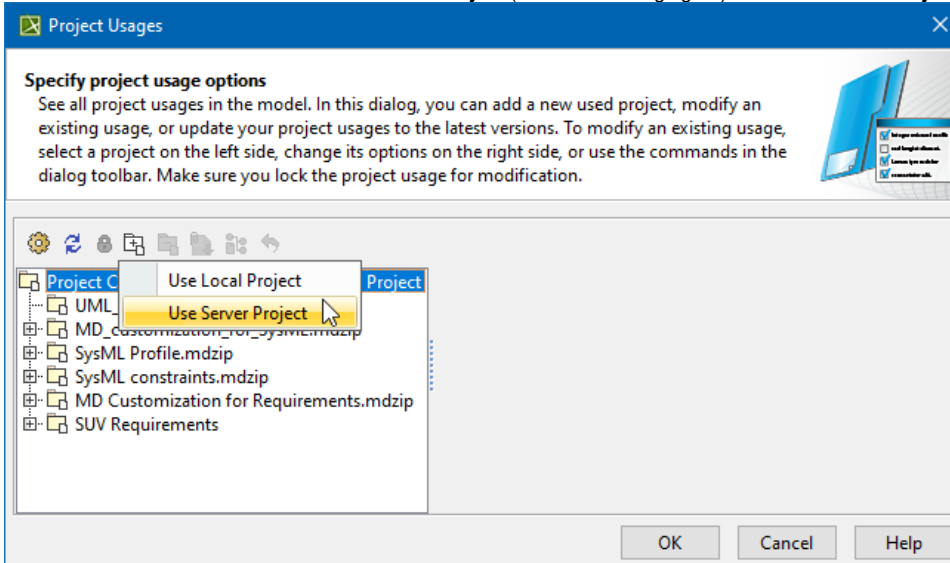 Project Usages
Specify project usage options
See all project usages in the model. In this dialog, you can add a new used project, modify an
existing usage, or update your project usages to the latest versions. To modify an existing usage,
select a project on the left side, change its options on the right side, or use the commands in the
dialog toolbar. Make sure you lock the project usage for modification.
Project C Project
Use Local Project
UML_
Use Server Project
MD_customization_for_SysML.mdzip
SysML Profile.mdzip
SysML constraints.mdzip
MD Customization for Requirements.mdzip
SUV Requirements
OK Cancel Help